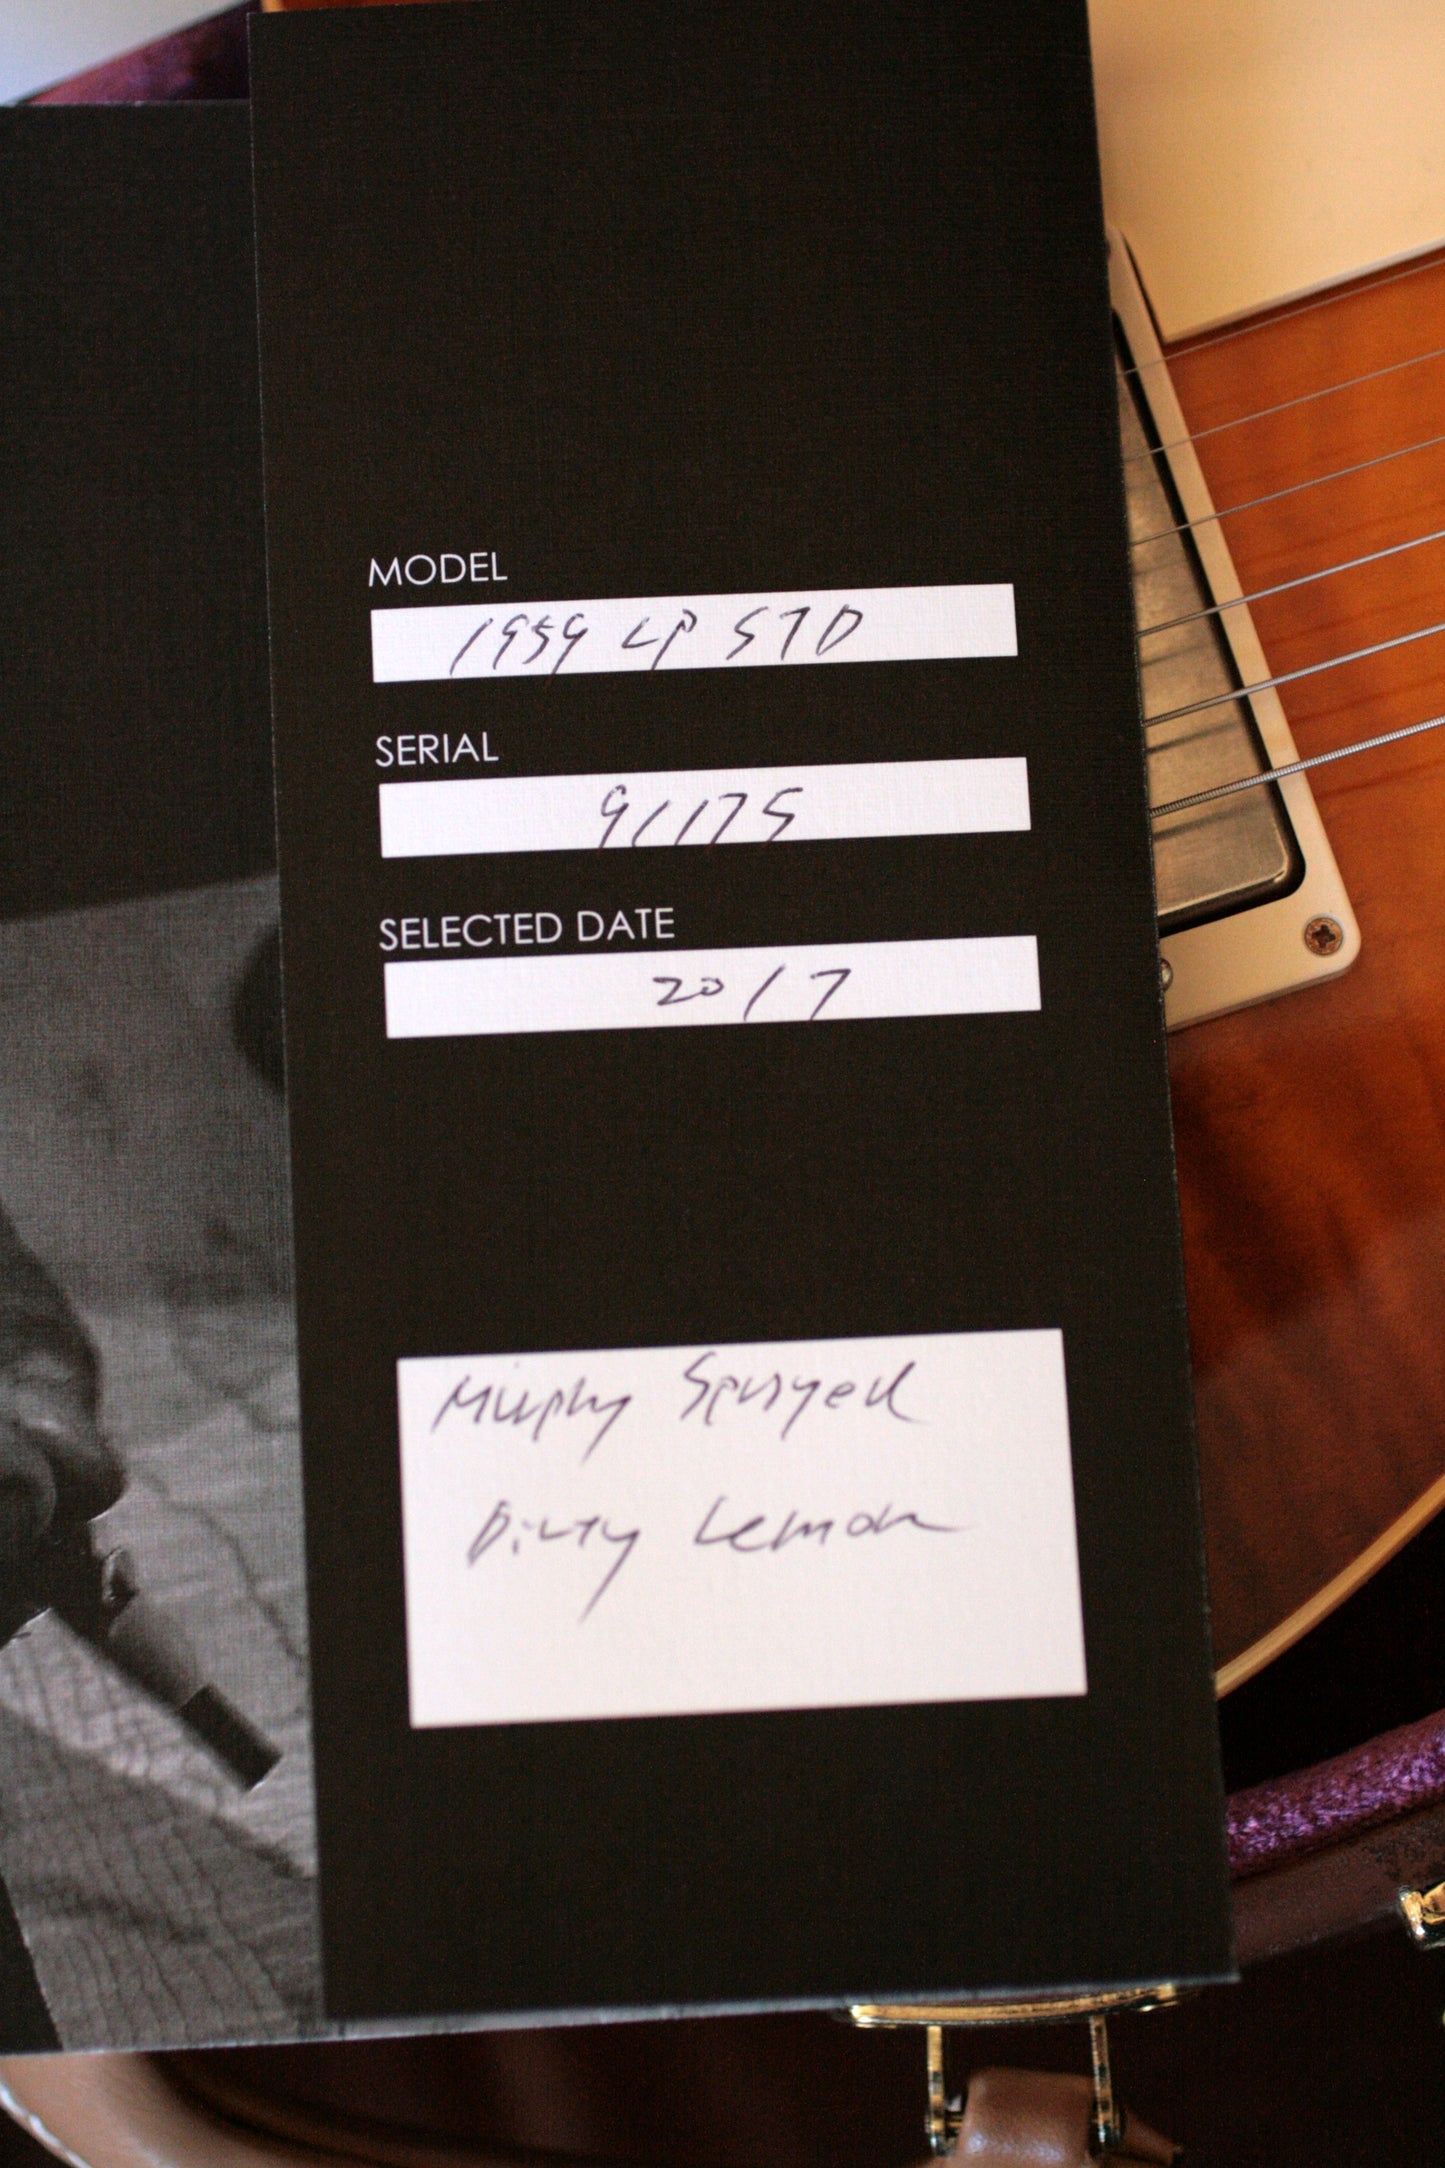 MODEL
1959 LP STD
SERIAL
91175
SELECTED DATE
2017
Murphy Sprayed
Dirty Lemon